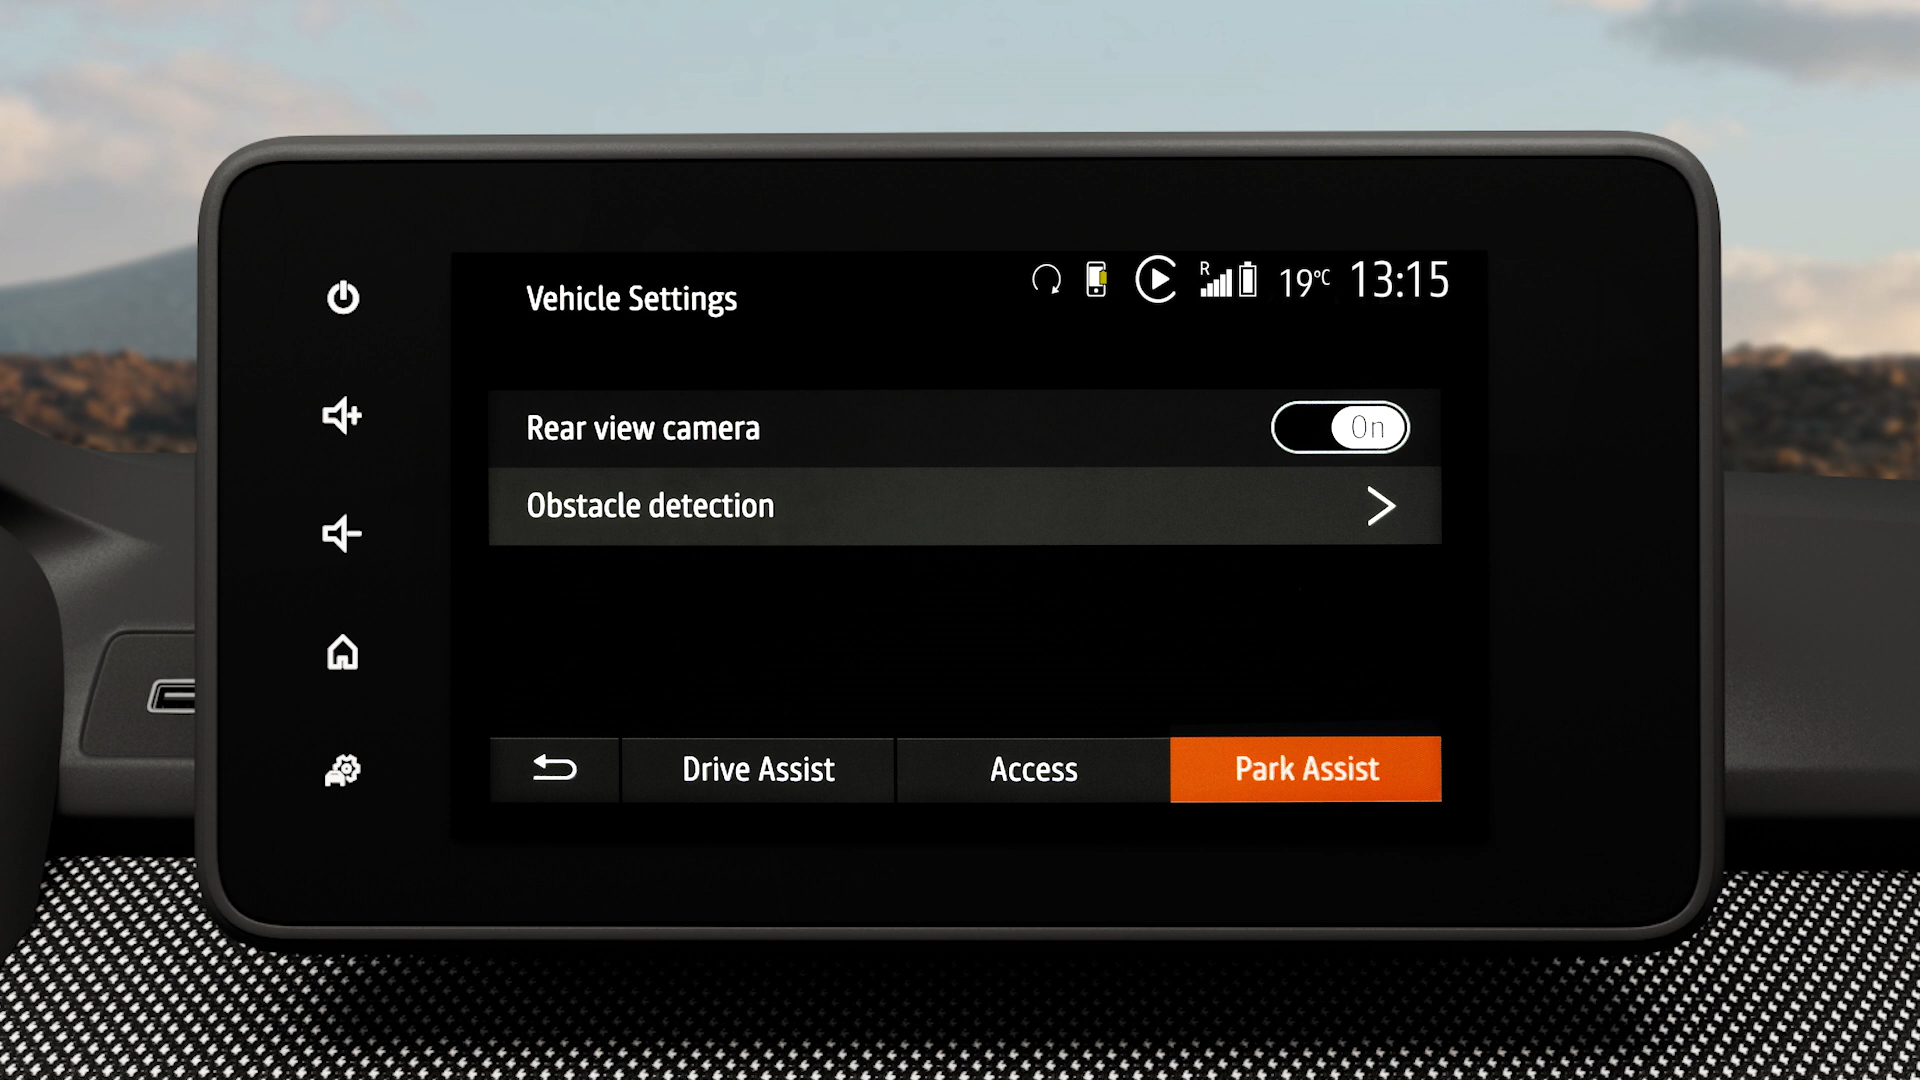 Vehicle Settings
R 19°C 13:15
Rear view camera On
Obstacle detection
Drive Assist Access Park Assist